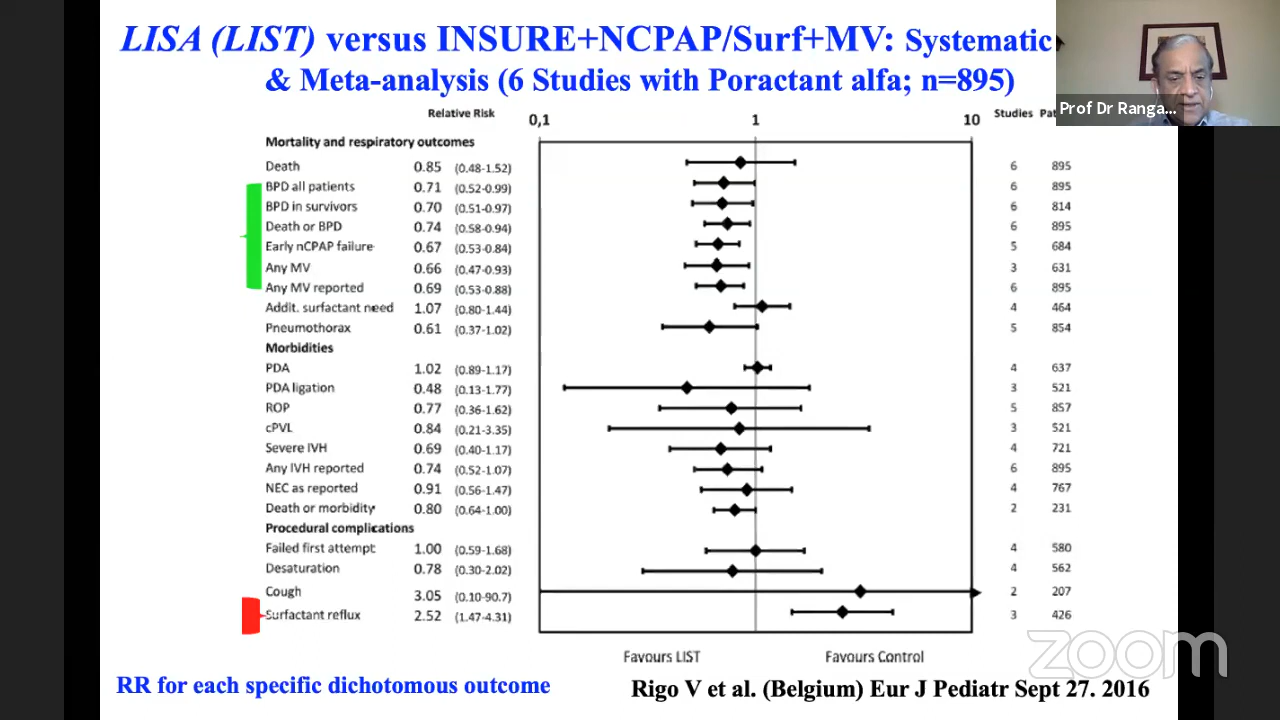 LISA (LIST) versus INSURE+NCPAP/Surf+MV: Systematic
& Meta-analysis (6 Studies with Poractant alfa; n=895)
Prof Dr Ranga...
Relative Risk 0,1 1 10 Studies
Mortality and respiratory outcomes
Death 0.85 (0.48-1.52) 6 895
BPD all patients 0.71 (0.52-0.99) 6 895
BPD in survivors 0.70 (0.51-0.97) 6 814
Death or BPD 0.74 (0.58-0.94) 6 895
Early nCPAP failure 0.67 (0.53-0.84) 5 684
Any MV 0.66 (0.47-0.93) 3 631
Any MV reported 0.69 (0.53-0.88) 6 895
Addit. surfactant need 1.07 (0.80-1.44) 4 464
Pneumothorax 0.61 (0.37-1.02) 5 854
Morbidities
PDA 1.02 (0.89-1.17) 4 637
PDA ligation 0.48 (0.13-1.77) 3 521
ROP 0.77 (0.36-1.62) 5 857
cPVL 0.84 (0.21-3.35) 3 521
Severe IVH 0.69 (0.40-1.17) 4 721
Any IVH reported 0.74 (0.52-1.07) 6 895
NEC as reported 0.91 (0.56-1.47) 4 767
Death or morbidity 0.80 (0.64-1.00) 2 231
Procedural complications
Failed first attempt 1.00 (0.59-1.68) 4 580
Desaturation 0.78 (0.30-2.02) 4 562
Cough 3.05 (0.10-90.7) 2 207
Surfactant reflux 2.52 (1.47-4.31) 3 426
Favours LIST Favours Control
zoom
RR for each specific dichotomous outcome
Rigo V et al. (Belgium) Eur J Pediatr Sept 27. 2016